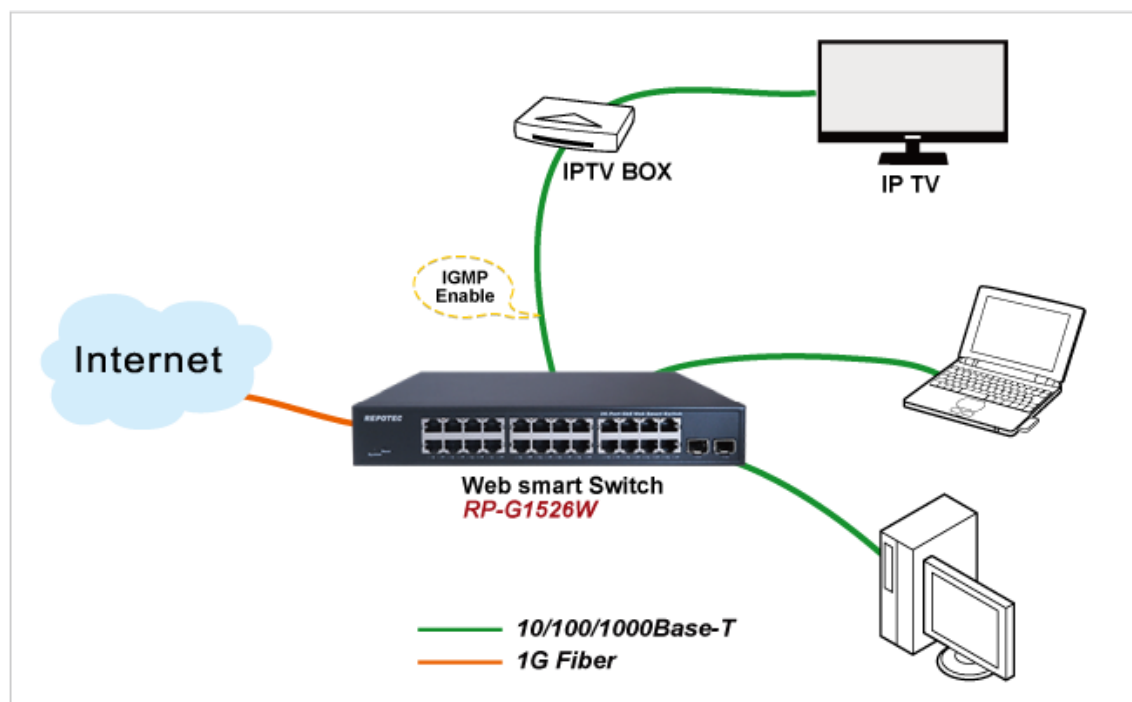 IPTV BOX
IP TV
IGMP
Enable
Internet
REPOTEC
Web smart Switch
RP-G1526W
10/100/1000Base-T
1G Fiber